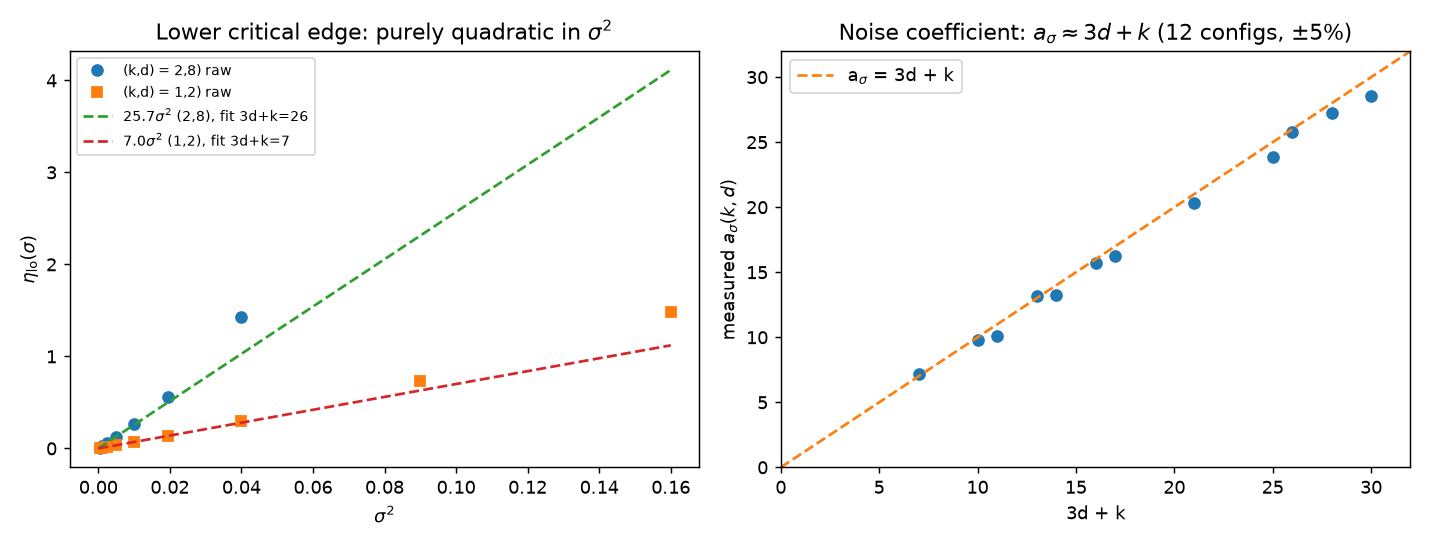 Lower critical edge: purely quadratic in σ²
(k,d) = 2,8) raw
(k,d) = 1,2) raw
25.7σ² (2,8), fit 3d+k=26
7.0σ² (1,2), fit 3d+k=7
4
3
2
1
0
η_lo(σ)
0.00 0.02 0.04 0.06 0.08 0.10 0.12 0.14 0.16
σ²
Noise coefficient: a_σ ≈ 3d + k (12 configs, ±5%)
a_σ = 3d + k
30
25
20
15
10
5
0
measured a_σ(k, d)
0 5 10 15 20 25 30
3d + k